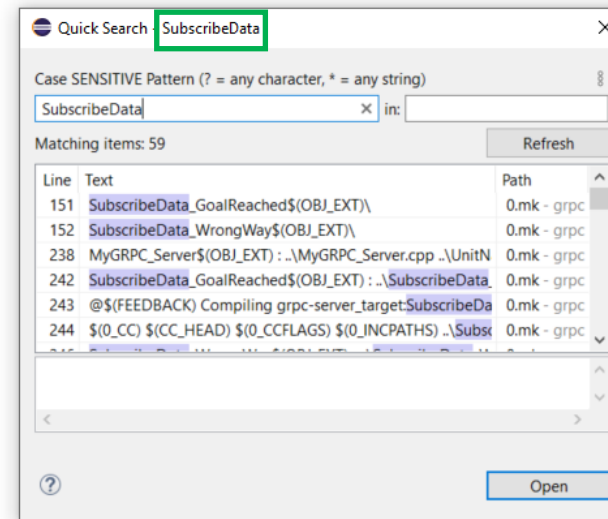 Quick Search - SubscribeData
Case SENSITIVE Pattern (? = any character, * = any string)
SubscribeData in:
Matching items: 59 Refresh
Line Text Path
151 SubscribeData_GoalReached$(OBJ_EXT)\ 0.mk - grpc
152 SubscribeData_WrongWay$(OBJ_EXT)\ 0.mk - grpc
238 MyGRPC_Server$(OBJ_EXT) : ..\MyGRPC_Server.cpp ..\UnitN 0.mk - grpc
242 SubscribeData_GoalReached$(OBJ_EXT) : ..\SubscribeData_ 0.mk - grpc
243 @$(FEEDBACK) Compiling grpc-server_target:SubscribeDa 0.mk - grpc
244 $(0_CC) $(CC_HEAD) $(0_CCFLAGS) $(0_INCPATHS) ..\Subsc 0.mk - grpc
Open